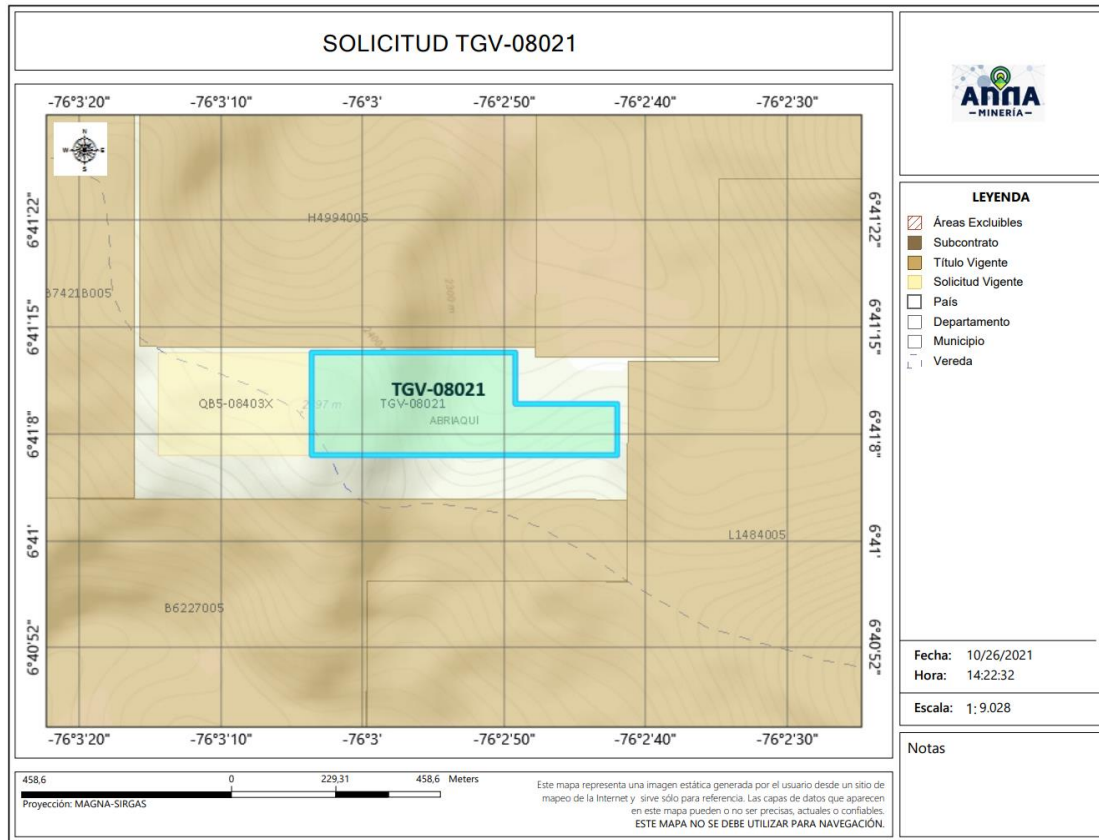 SOLICITUD TGV-08021
ANNA
—MINERÍA—
-76°3'20" -76°3'10" -76°3' -76°2'50" -76°2'40" -76°2'30"
N
W E
S
6°41'22" 6°41'22"
6°41'15" 6°41'15"
6°41'8" 6°41'8"
6°41' 6°41'
6°40'52" 6°40'52"
H4994005
B7421B005
2300 m
2400
TGV-08021
QB5-08403X
TGV-08021
ABRIAQUÍ
L1484005
B6227005
-76°3'20" -76°3'10" -76°3' -76°2'50" -76°2'40" -76°2'30"
LEYENDA
Áreas Excluibles
Subcontrato
Título Vigente
Solicitud Vigente
País
Departamento
Municipio
Vereda
Fecha: 10/26/2021
Hora: 14:22:32
Escala: 1: 9.028
Notas
458,6 0 229,31 458,6 Meters
Proyección: MAGNA-SIRGAS
Este mapa representa una imagen estática generada por el usuario desde un sitio de
mapeo de la Internet y sirve sólo para referencia. Las capas de datos que aparecen
en este mapa pueden o no ser precisas, actuales o confiables.
ESTE MAPA NO SE DEBE UTILIZAR PARA NAVEGACIÓN.